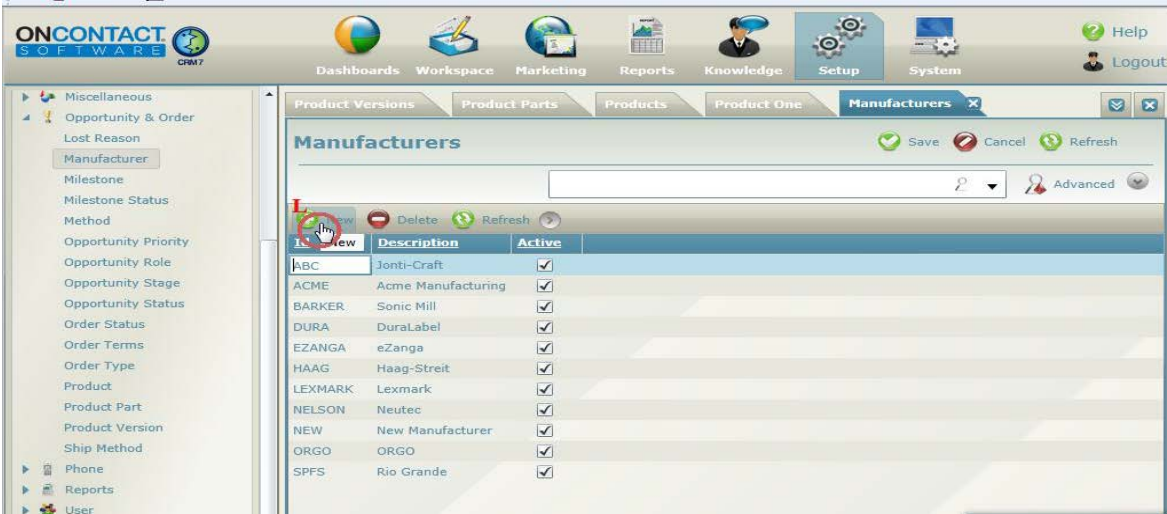 ONCONTACT
SOFTWARE
CRM7
Dashboards Workspace Marketing Reports Knowledge Setup System
Help
Logout
Miscellaneous
Opportunity & Order
Lost Reason
Manufacturer
Milestone
Milestone Status
Method
Opportunity Priority
Opportunity Role
Opportunity Stage
Opportunity Status
Order Status
Order Terms
Order Type
Product
Product Part
Product Version
Ship Method
Phone
Reports
User
Product Versions Product Parts Products Product One Manufacturers X
Manufacturers
Save Cancel Refresh
Advanced
L
New Delete Refresh
New
Description Active
ABC Jonti-Craft
ACME Acme Manufacturing
BARKER Sonic Mill
DURA DuraLabel
EZANGA eZanga
HAAG Haag-Streit
LEXMARK Lexmark
NELSON Neutec
NEW New Manufacturer
ORGO ORGO
SPFS Rio Grande